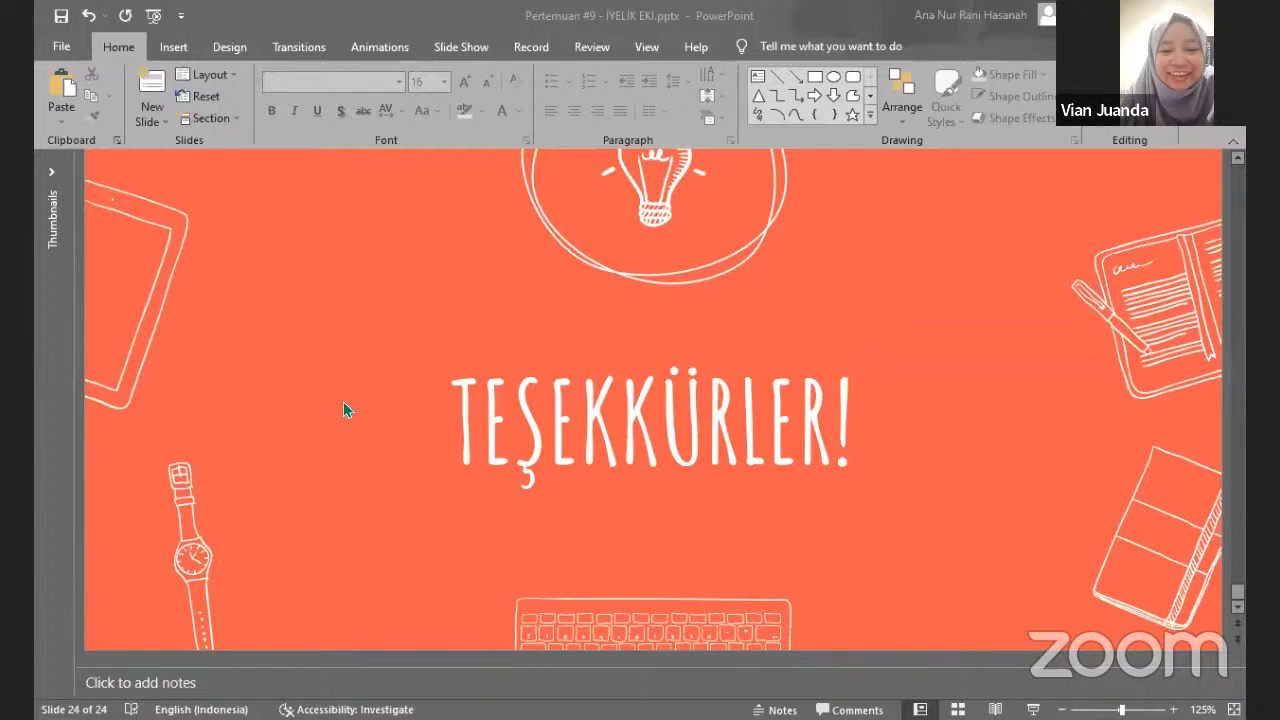 Pertemuan #9 - İYELİK EKİ.pptx - PowerPoint
Ana Nur Rani Hasanah
File Home Insert Design Transitions Animations Slide Show Record Review View Help Tell me what you want to do
Vian Juanda
Paste
New Slide
Layout
Reset
Section
16
B I U S abc AV Aa A
Arrange
Quick Styles
Shape Fill
Shape Outline
Shape Effects
Clipboard Slides Font Paragraph Drawing Editing
Thumbnails
TEŞEKKÜRLER!
zoom
Click to add notes
Slide 24 of 24 English (Indonesia) Accessibility: Investigate Notes Comments 125%